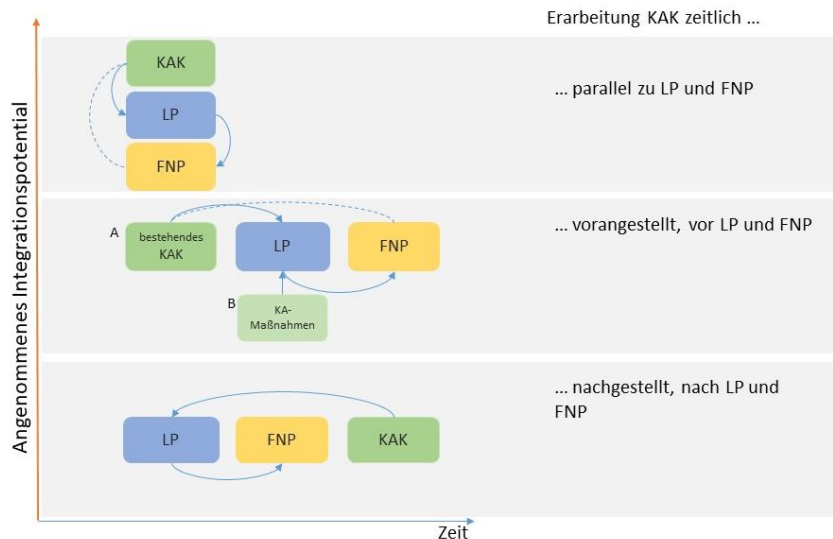 Erarbeitung KAK zeitlich ...
Angenommenes Integrationspotential
KAK
LP
FNP
... parallel zu LP und FNP
A
bestehendes
KAK
LP
FNP
B
KA-
Maßnahmen
... vorangestellt, vor LP und FNP
LP
FNP
KAK
... nachgestellt, nach LP und
FNP
Zeit